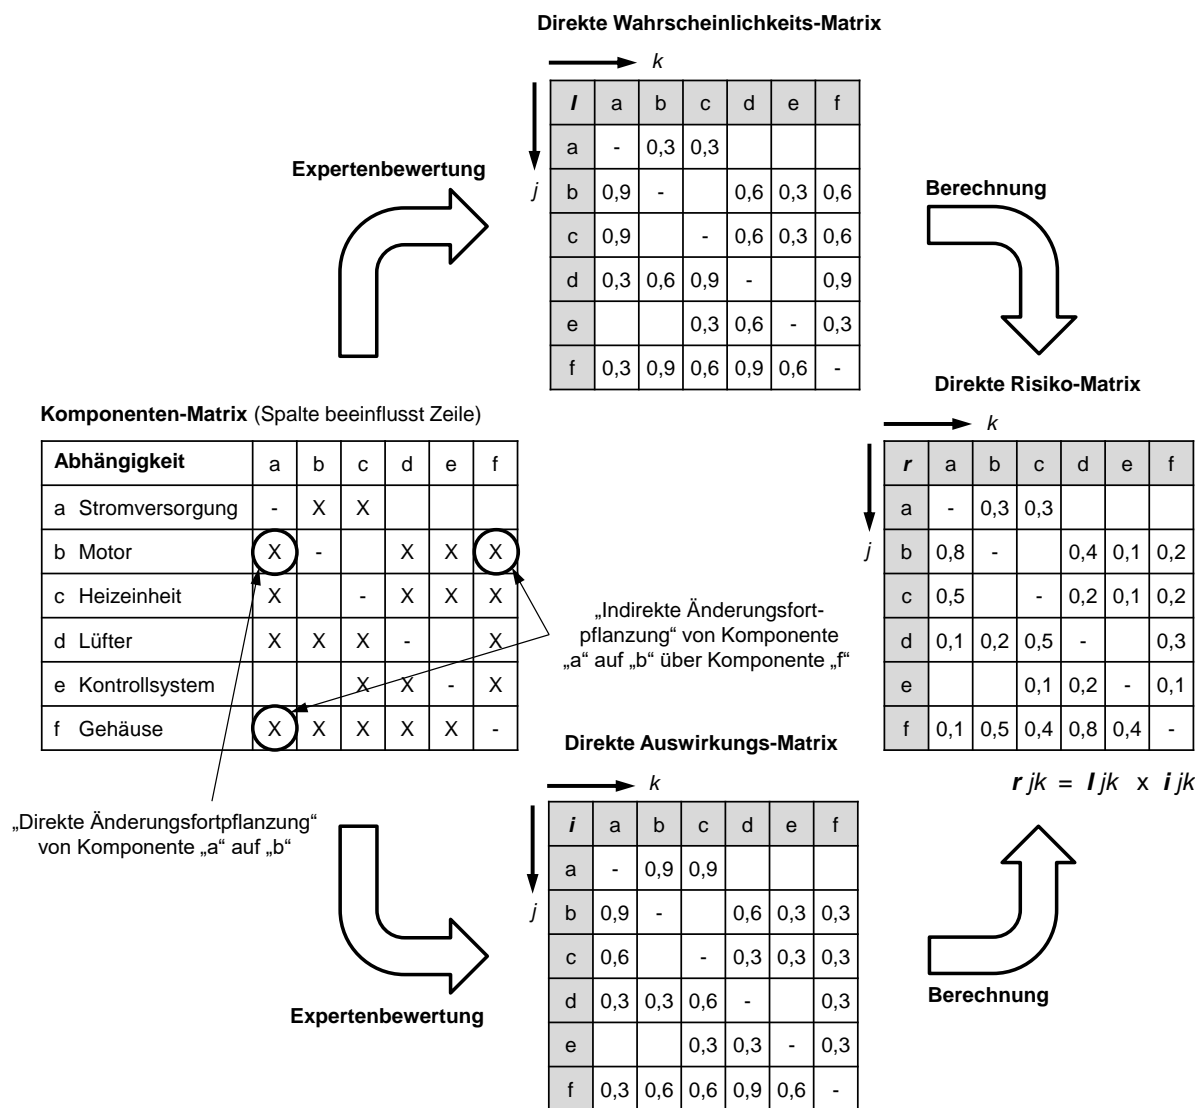 Direkte Wahrscheinlichkeits-Matrix
k
j
l a b c d e f
a - 0,3 0,3
b 0,9 - 0,6 0,3 0,6
c 0,9 - 0,6 0,3 0,6
d 0,3 0,6 0,9 - 0,9
e 0,3 0,6 - 0,3
f 0,3 0,9 0,6 0,9 0,6 -
Expertenbewertung
Berechnung
Komponenten-Matrix (Spalte beeinflusst Zeile)
Abhängigkeit a b c d e f
a Stromversorgung - X X
b Motor X - X X X
c Heizeinheit X - X X X
d Lüfter X X X - X
e Kontrollsystem X X - X
f Gehäuse X X X X X -
„Indirekte Änderungsfort-
pflanzung“ von Komponente
„a“ auf „b“ über Komponente „f“
„Direkte Änderungsfortpflanzung“
von Komponente „a“ auf „b“
Direkte Risiko-Matrix
k
j
r a b c d e f
a - 0,3 0,3
b 0,8 - 0,4 0,1 0,2
c 0,5 - 0,2 0,1 0,2
d 0,1 0,2 0,5 - 0,3
e 0,1 0,2 - 0,1
f 0,1 0,5 0,4 0,8 0,4 -
r jk = l jk x i jk
Direkte Auswirkungs-Matrix
k
j
i a b c d e f
a - 0,9 0,9
b 0,9 - 0,6 0,3 0,3
c 0,6 - 0,3 0,3 0,3
d 0,3 0,3 0,6 - 0,3
e 0,3 0,3 - 0,3
f 0,3 0,6 0,6 0,9 0,6 -
Expertenbewertung
Berechnung